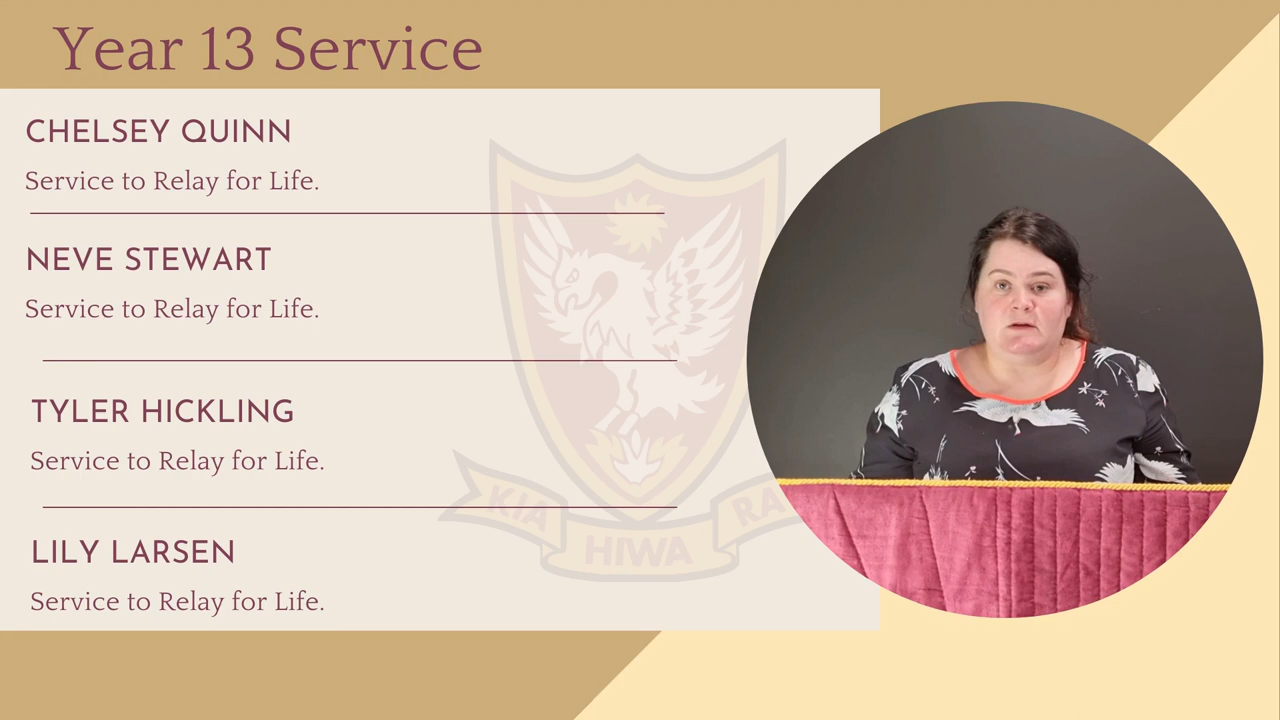 Year 13 Service
CHELSEY QUINN
Service to Relay for Life.
NEVE STEWART
Service to Relay for Life.
TYLER HICKLING
Service to Relay for Life.
LILY LARSEN
Service to Relay for Life.
KIA HIWA RA